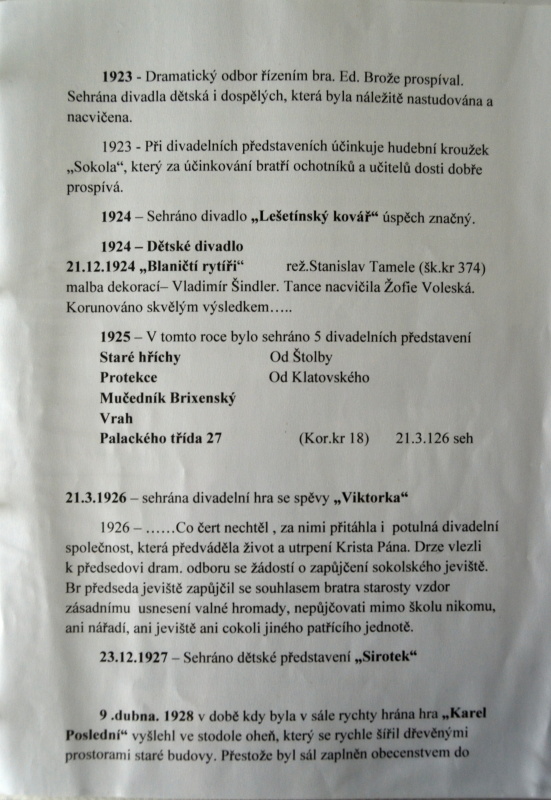 1923 - Dramatický odbor řízením bra. Ed. Brože prospíval.
Sehrána divadla dětská i dospělých, která byla náležitě nastudována a
nacvičena.
1923 - Při divadelních představeních účinkuje hudební kroužek
„Sokola“, který za účinkování bratří ochotníků a učitelů dosti dobře
prospívá.
1924 – Sehráno divadlo „Lešetínský kovář“ úspěch značný.
1924 – Dětské divadlo
21.12.1924 „Blaničtí rytíři“ rež.Stanislav Tamele (šk.kr 374)
malba dekorací– Vladimír Šindler. Tance nacvičila Žofie Voleská.
Korunováno skvělým výsledkem…..
1925 – V tomto roce bylo sehráno 5 divadelních představení
Staré hříchy Od Štolby
Protekce Od Klatovského
Mučedník Brixenský
Vrah
Palackého třída 27 (Kor.kr 18) 21.3.126 seh
21.3.1926 – sehrána divadelní hra se spěvy „Viktorka“
1926 – ……Co čert nechtěl , za nimi přitáhla i potulná divadelní
společnost, která předváděla život a utrpení Krista Pána. Drze vlezli
k předsedovi dram. odboru se žádostí o zapůjčení sokolského jeviště.
Br předseda jeviště zapůjčil se souhlasem bratra starosty vzdor
zásadnímu usnesení valné hromady, nepůjčovati mimo školu nikomu,
ani nářadí, ani jeviště ani cokoli jiného patřícího jednotě.
23.12.1927 – Sehráno dětské představení „Sirotek“
9 .dubna. 1928 v době kdy byla v sále rychty hrána hra „Karel
Poslední“ vyšlehl ve stodole oheň, který se rychle šířil dřevěnými
prostorami staré budovy. Přestože byl sál zaplněn obecenstvem do